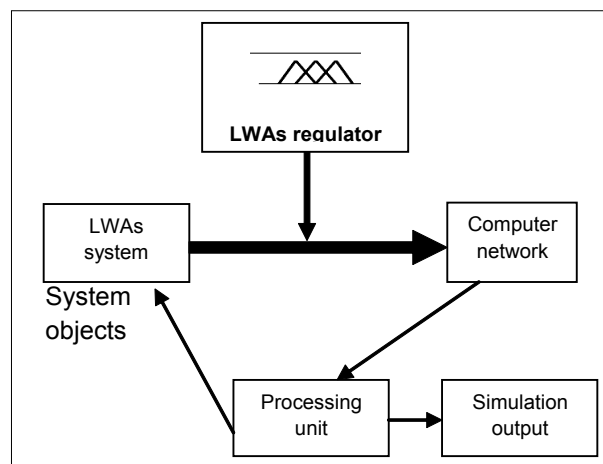 LWAs regulator
LWAs
system
Computer
network
System
objects
Processing
unit
Simulation
output